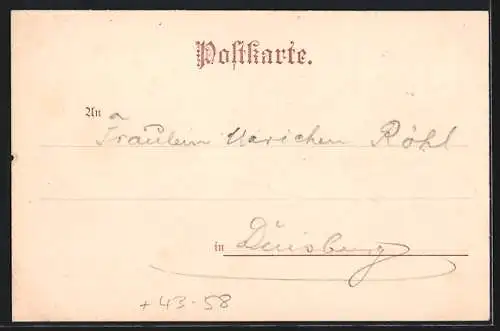 Postkarte.
An
Fräulein Marichen Röhl
in Duisburg
+ 43-58